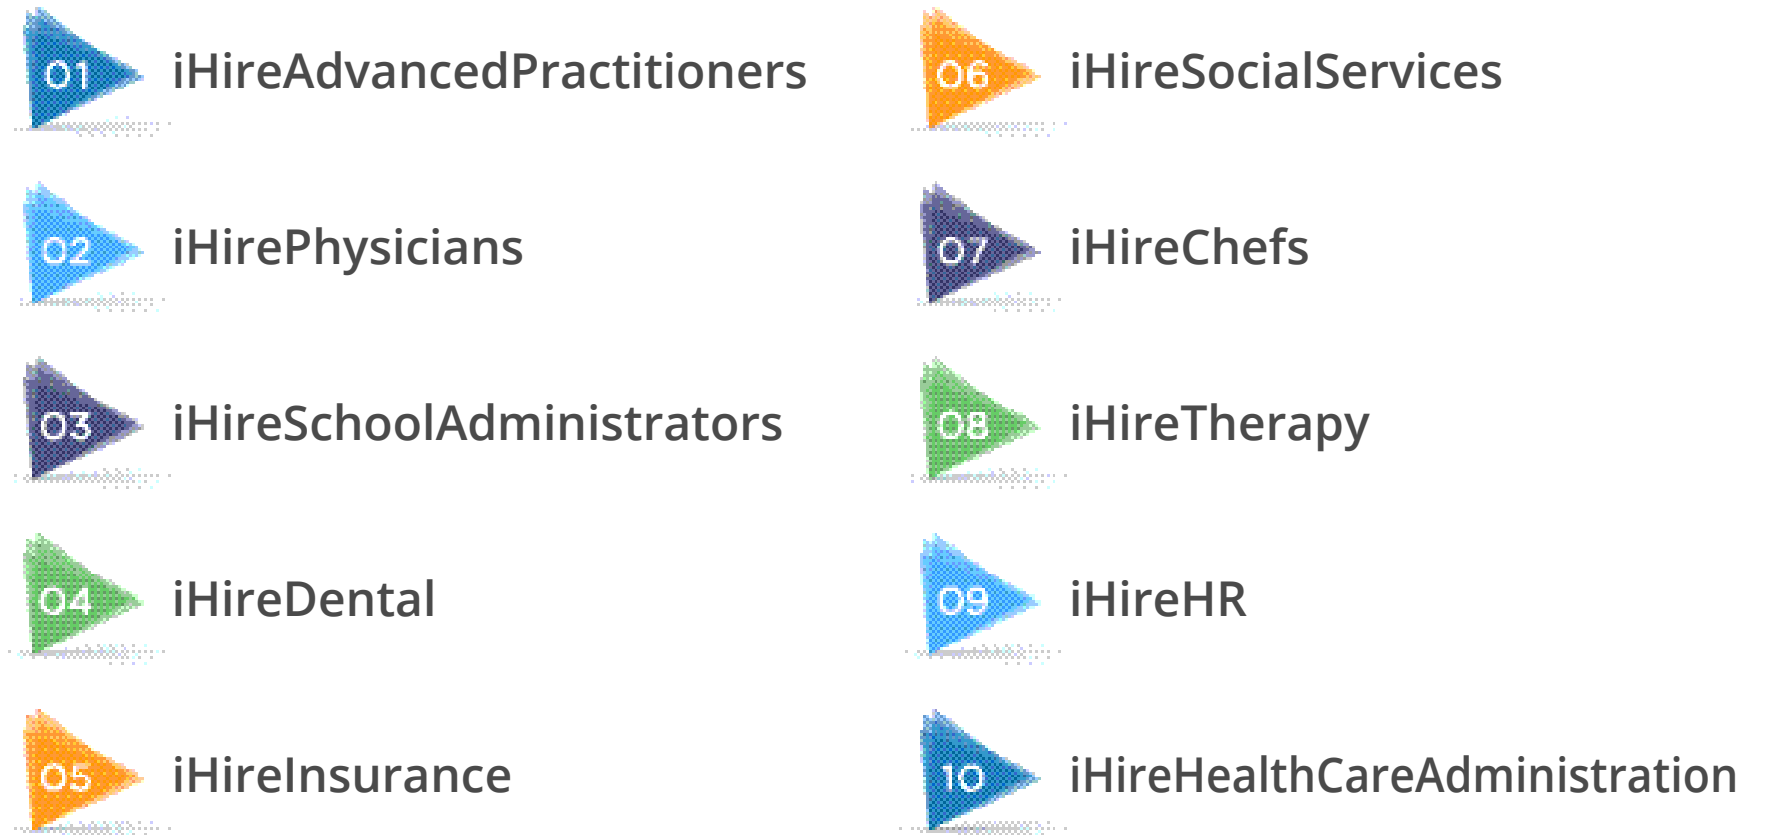 01 iHireAdvancedPractitioners
02 iHirePhysicians
03 iHireSchoolAdministrators
04 iHireDental
05 iHireInsurance
06 iHireSocialServices
07 iHireChefs
08 iHireTherapy
09 iHireHR
10 iHireHealthCareAdministration